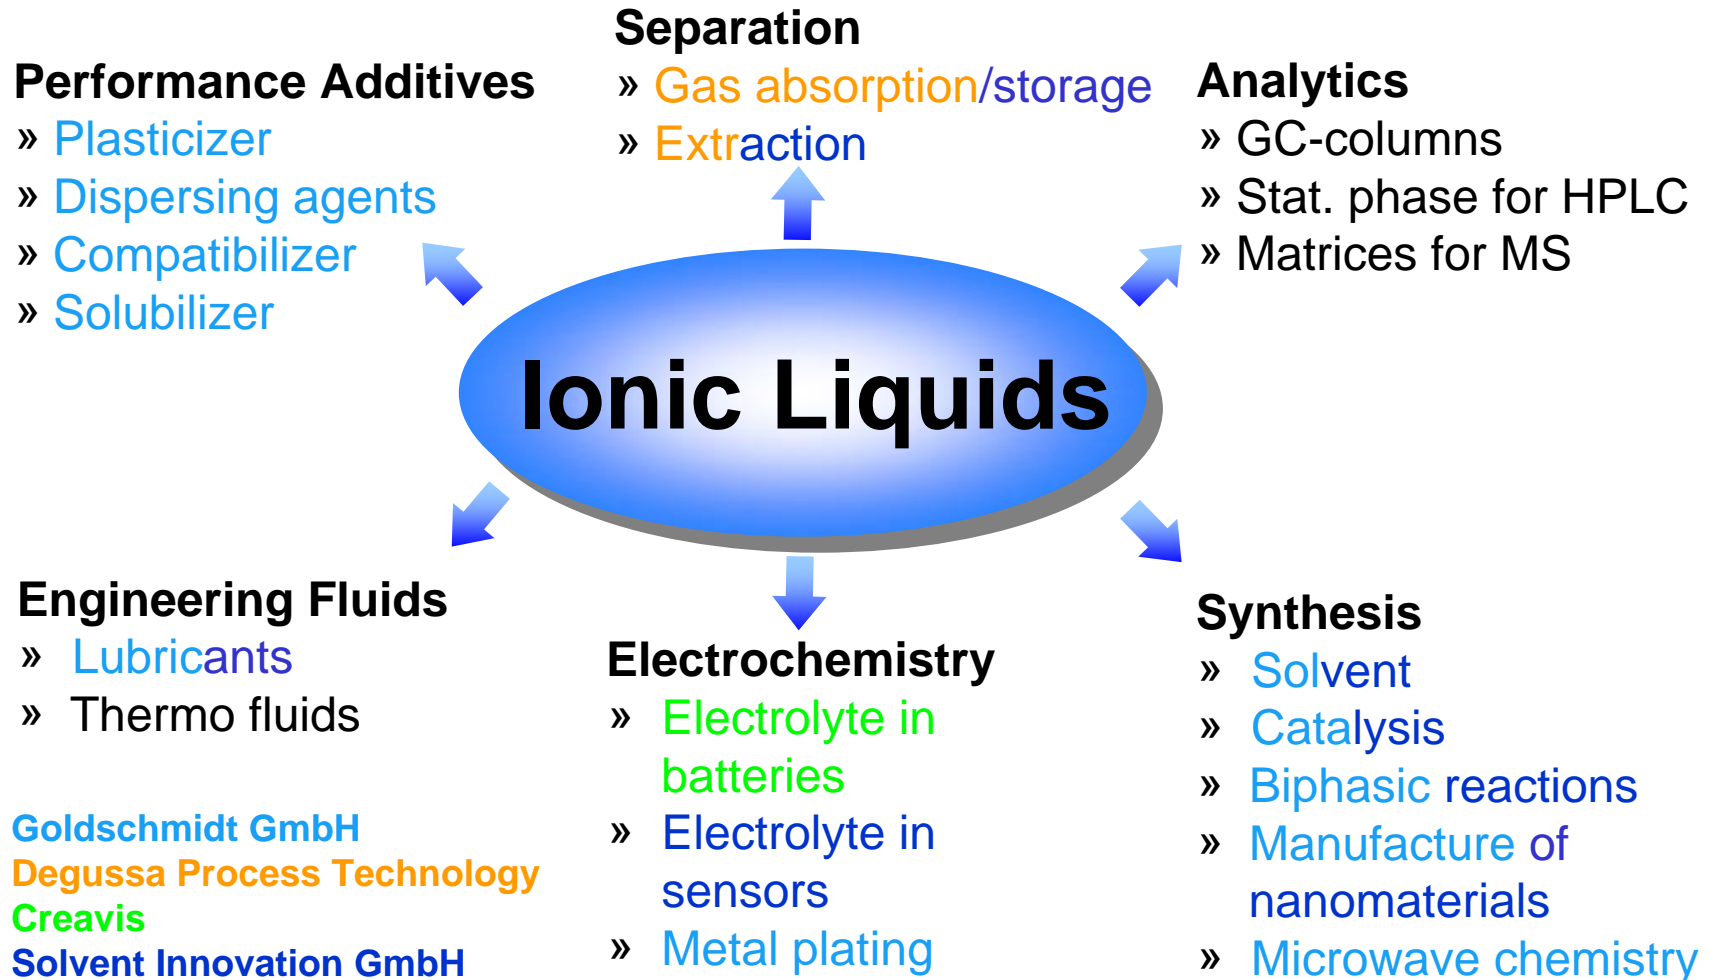 Separation
» Gas absorption/storage
» Extraction
Performance Additives
» Plasticizer
» Dispersing agents
» Compatibilizer
» Solubilizer
Analytics
» GC-columns
» Stat. phase for HPLC
» Matrices for MS
Ionic Liquids
Engineering Fluids
» Lubricants
» Thermo fluids
Electrochemistry
» Electrolyte in
batteries
» Electrolyte in
sensors
» Metal plating
Synthesis
» Solvent
» Catalysis
» Biphasic reactions
» Manufacture of
nanomaterials
» Microwave chemistry
Goldschmidt GmbH
Degussa Process Technology
Creavis
Solvent Innovation GmbH